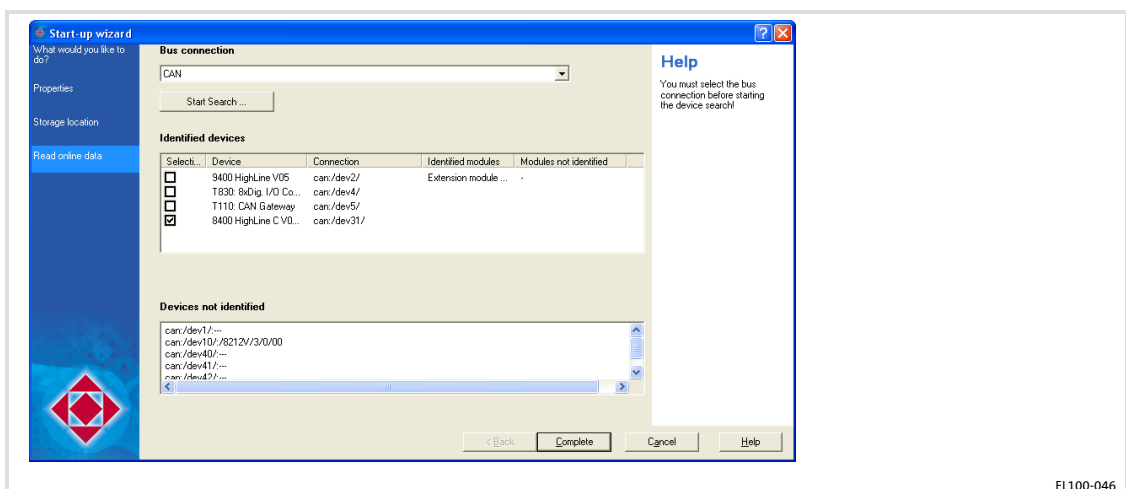 Start-up wizard
What would you like to
do?
Properties
Storage location
Read online data
Bus connection
CAN
Start Search ...
Identified devices
Selecti... Device Connection Identified modules Modules not identified
9400 HighLine V05 can:/dev2/ Extension module ... -
T830: 8xDig. I/O Co... can:/dev4/
T110: CAN Gateway can:/dev5/
8400 HighLine C V0... can:/dev31/
Devices not identified
can:/dev1/:---
can:/dev10/:/8212V/3/0/00
can:/dev40/:---
can:/dev41/:---
can:/dev42/:---
Help
You must select the bus
connection before starting
the device search!
< Back Complete Cancel Help
EL100-046